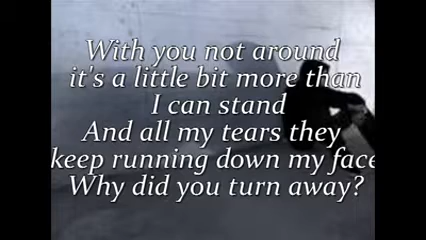 With you not around
it's a little bit more than
I can stand
And all my tears they
keep running down my face
Why did you turn away?